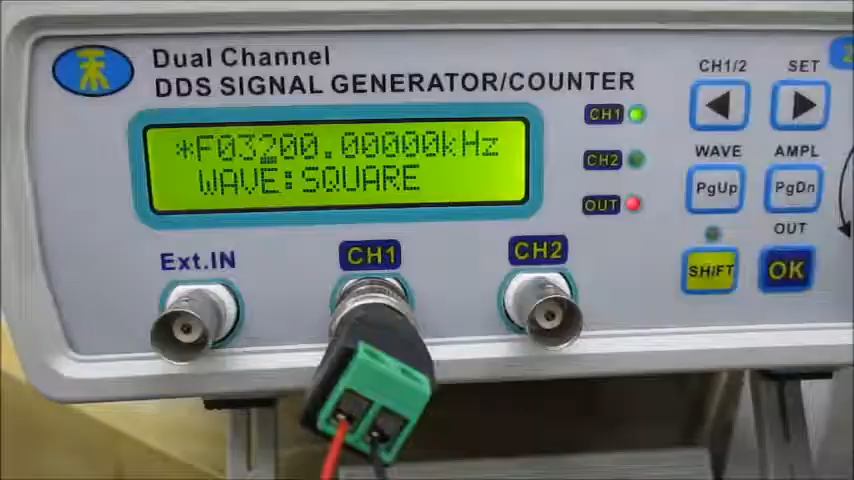 Dual Channel
DDS SIGNAL GENERATOR/COUNTER
*F03200.00000kHz
WAVE:SQUARE
CH1
CH2
OUT
CH1/2
SET
WAVE
AMPL
PgUp
PgDn
OUT
SHIFT
OK
Ext.IN
CH1
CH2